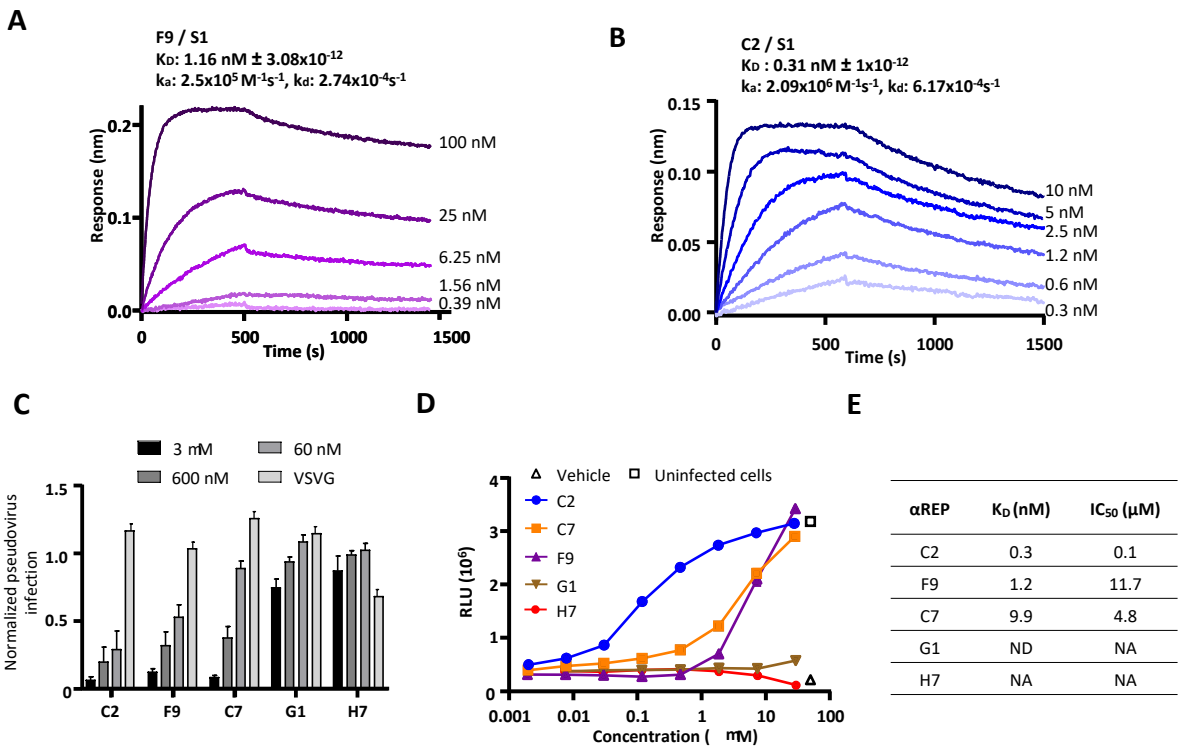 A
F9 / S1
KD: 1.16 nM ± 3.08x10-12
ka: 2.5x105 M-1s-1, kd: 2.74x10-4s-1
Response (nm)
0.2
0.1
0.0
100 nM
25 nM
6.25 nM
1.56 nM
0.39 nM
0
500
1000
1500
Time (s)
B
C2 / S1
KD : 0.31 nM ± 1x10-12
ka: 2.09x106 M-1s-1, kd: 6.17x10-4s-1
Response (nm)
0.15
0.10
0.05
0.00
10 nM
5 nM
2.5 nM
1.2 nM
0.6 nM
0.3 nM
0
500
1000
1500
Time (s)
C
3 mM
60 nM
600 nM
VSVG
Normalized pseudovirus
infection
1.5
1.0
0.5
0
C2
F9
C7
G1
H7
D
Vehicle
Uninfected cells
C2
C7
F9
G1
H7
RLU (106)
4
3
2
1
0
0.001
0.01
0.1
1
10
100
Concentration ( mM)
E
αREP KD (nM) IC50 (µM)
C2 0.3 0.1
F9 1.2 11.7
C7 9.9 4.8
G1 ND NA
H7 NA NA